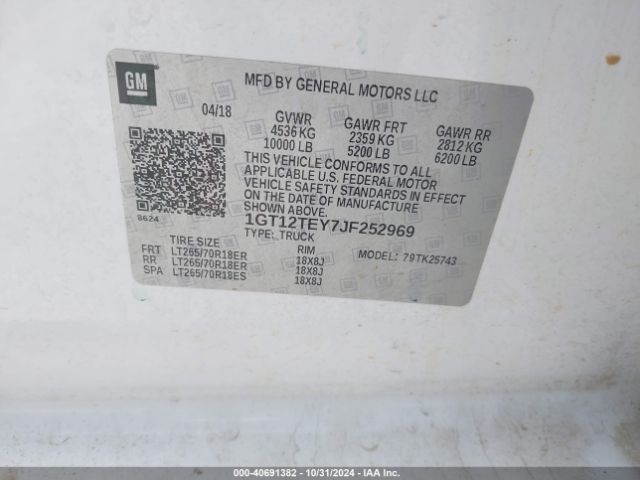 GM
MFD BY GENERAL MOTORS LLC
04/18
GVWR
4536 KG
10000 LB
GAWR FRT
2359 KG
5200 LB
GAWR RR
2812 KG
6200 LB
THIS VEHICLE CONFORMS TO ALL
APPLICABLE U.S. FEDERAL MOTOR
VEHICLE SAFETY STANDARDS IN EFFECT
ON THE DATE OF MANUFACTURE
SHOWN ABOVE.
8624
1GT12TEY7JF252969
TYPE: TRUCK
MODEL: 79TK25743
TIRE SIZE RIM
FRT LT265/70R18ER 18X8J
RR LT265/70R18ER 18X8J
SPA LT265/70R18ES 18X8J
000-40691382 - 10/31/2024 - IAA Inc.